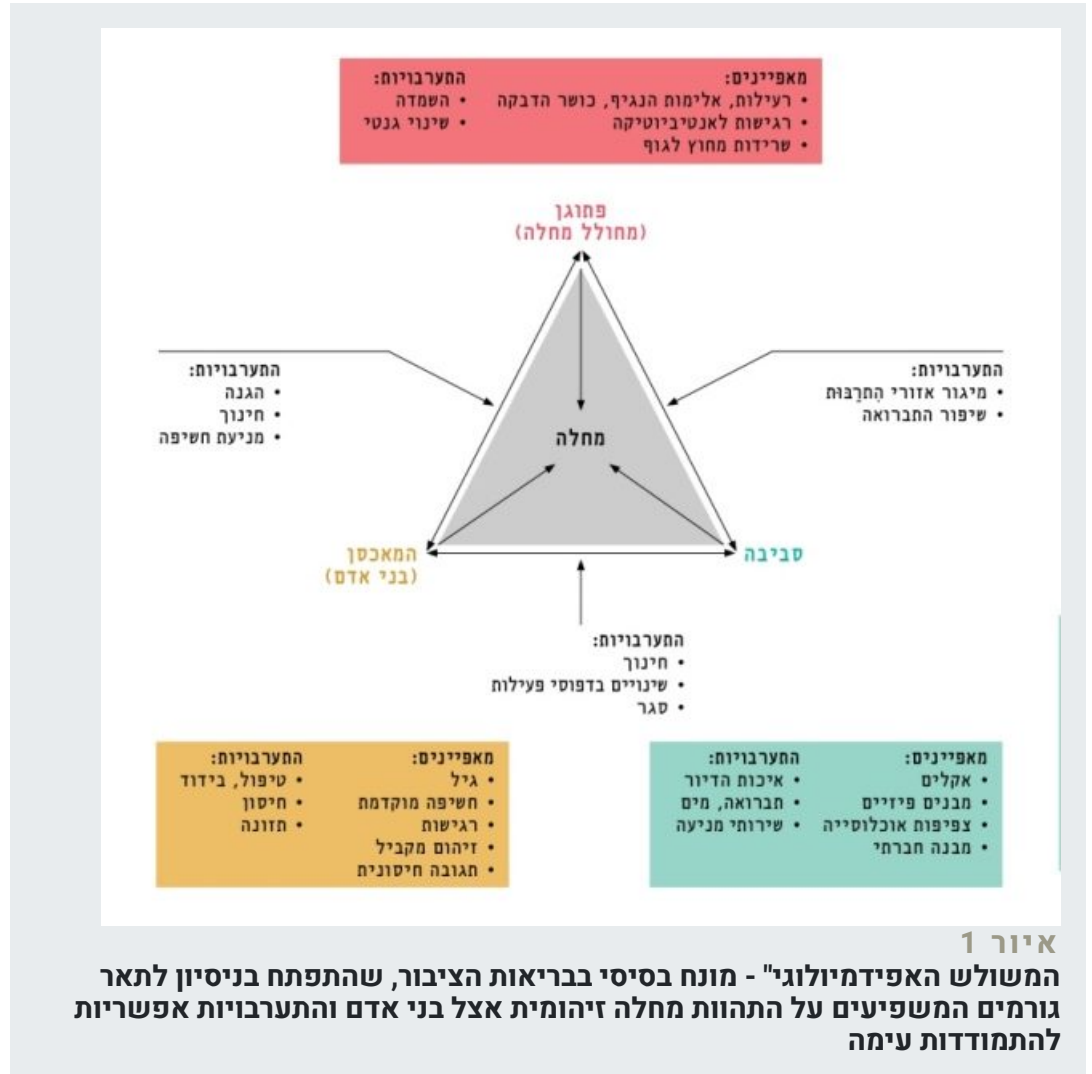 מאפיינים:
• רעילות, אלימות הנגיף, כושר הדבקה
• רגישות לאנטיביוטיקה
• שרידות מחוץ לגוף
התערבויות:
• השמדה
• שינוי גנטי
פתוגן
(מחולל מחלה)
התערבויות:
• מיגור אזורי הִתרַבּוּת
• שיפור התברואה
התערבויות:
• הגנה
• חינוך
• מניעת חשיפה
מחלה
סביבה
המאכסן
(בני אדם)
התערבויות:
• חינוך
• שינויים בדפוסי פעילות
• סגר
מאפיינים:
• אקלים
• מבנים פיזיים
• צפיפות אוכלוסייה
• מבנה חברתי
התערבויות:
• איכות הדיור
• תברואה, מים
• שירותי מניעה
מאפיינים:
• גיל
• חשיפה מוקדמת
• רגישות
• זיהום מקביל
• תגובה חיסונית
התערבויות:
• טיפול, בידוד
• חיסון
• תזונה
איור 1
המשולש האפידמיולוגי" - מונח בסיסי בבריאות הציבור, שהתפתח בניסיון לתאר
גורמים המשפיעים על התהוות מחלה זיהומית אצל בני אדם והתערבויות אפשריות
להתמודדות עימה